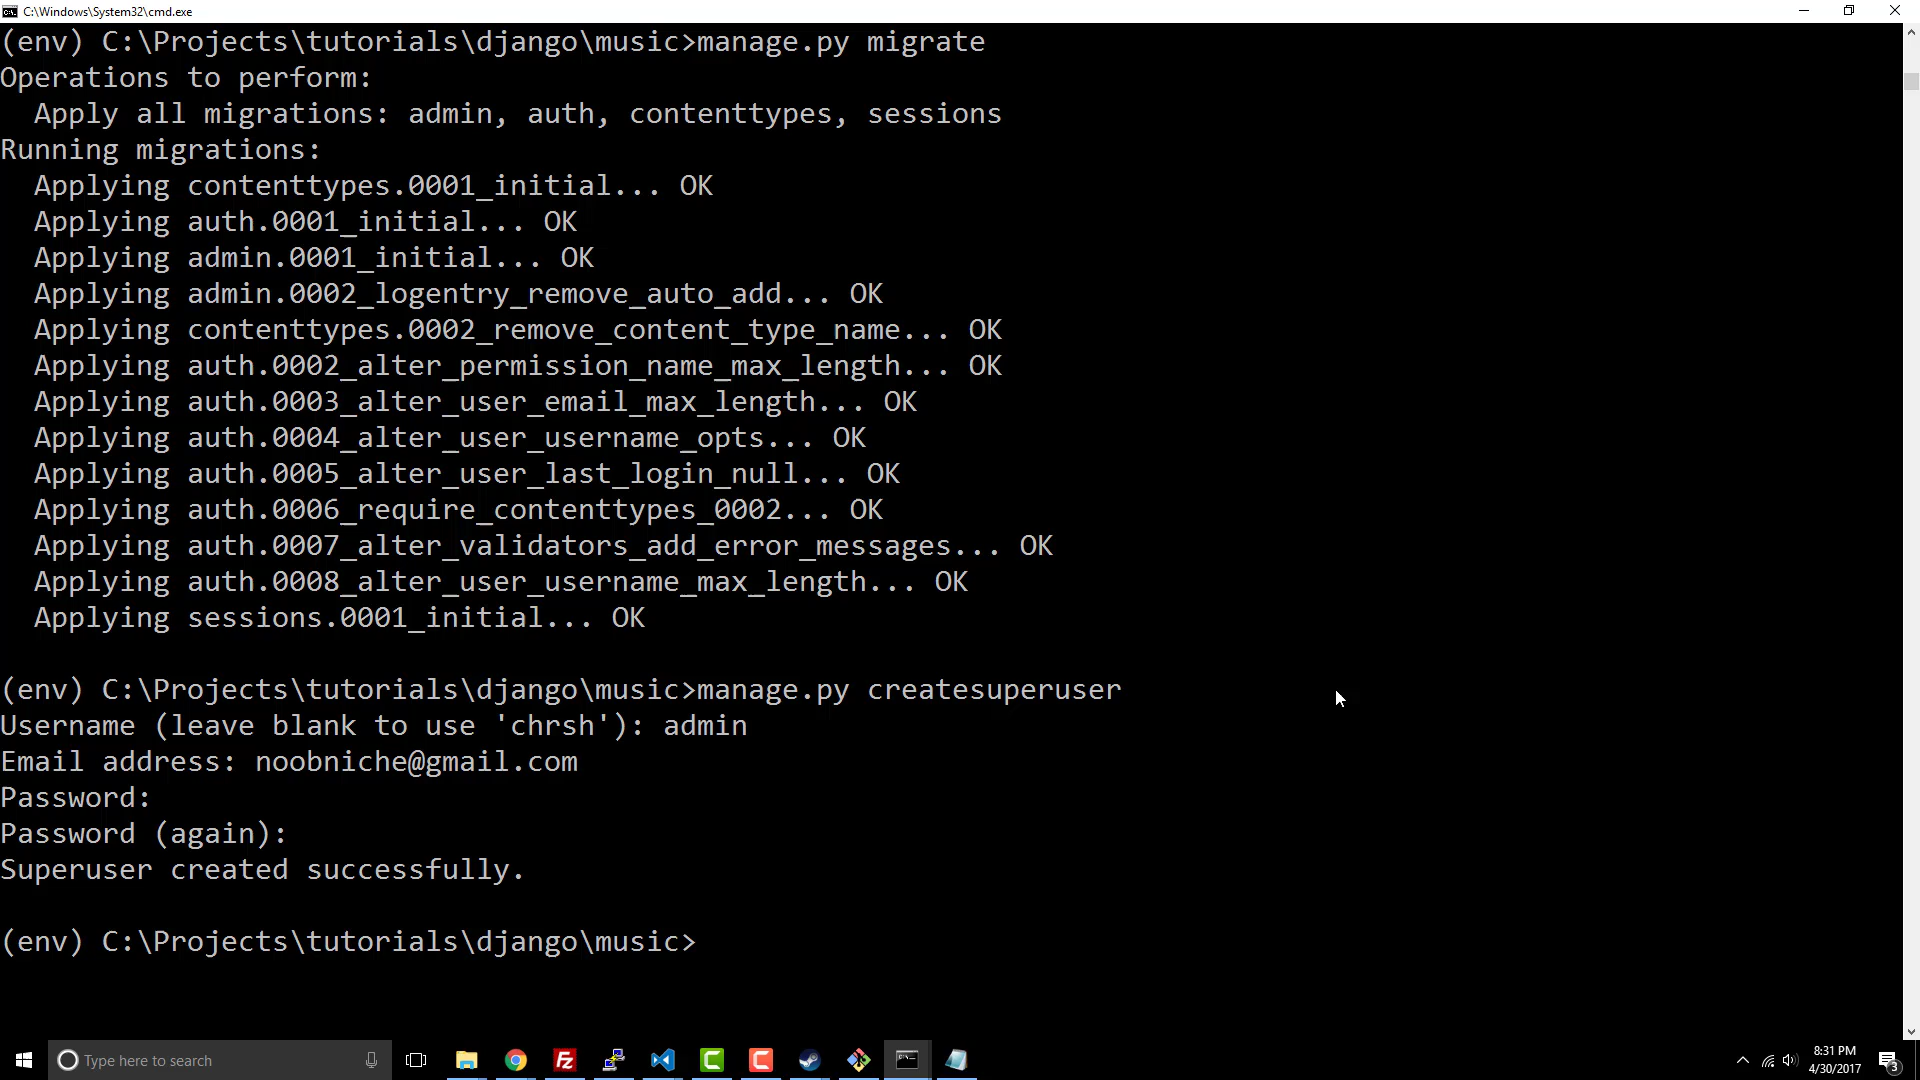 C:\Windows\System32\cmd.exe
(env) C:\Projects\tutorials\django\music>manage.py migrate
Operations to perform:
  Apply all migrations: admin, auth, contenttypes, sessions
Running migrations:
  Applying contenttypes.0001_initial... OK
  Applying auth.0001_initial... OK
  Applying admin.0001_initial... OK
  Applying admin.0002_logentry_remove_auto_add... OK
  Applying contenttypes.0002_remove_content_type_name... OK
  Applying auth.0002_alter_permission_name_max_length... OK
  Applying auth.0003_alter_user_email_max_length... OK
  Applying auth.0004_alter_user_username_opts... OK
  Applying auth.0005_alter_user_last_login_null... OK
  Applying auth.0006_require_contenttypes_0002... OK
  Applying auth.0007_alter_validators_add_error_messages... OK
  Applying auth.0008_alter_user_username_max_length... OK
  Applying sessions.0001_initial... OK
(env) C:\Projects\tutorials\django\music>manage.py createsuperuser
Username (leave blank to use 'chrsh'): admin
Email address: noobniche@gmail.com
Password:
Password (again):
Superuser created successfully.
(env) C:\Projects\tutorials\django\music>
Type here to search
8:31 PM
4/30/2017
3